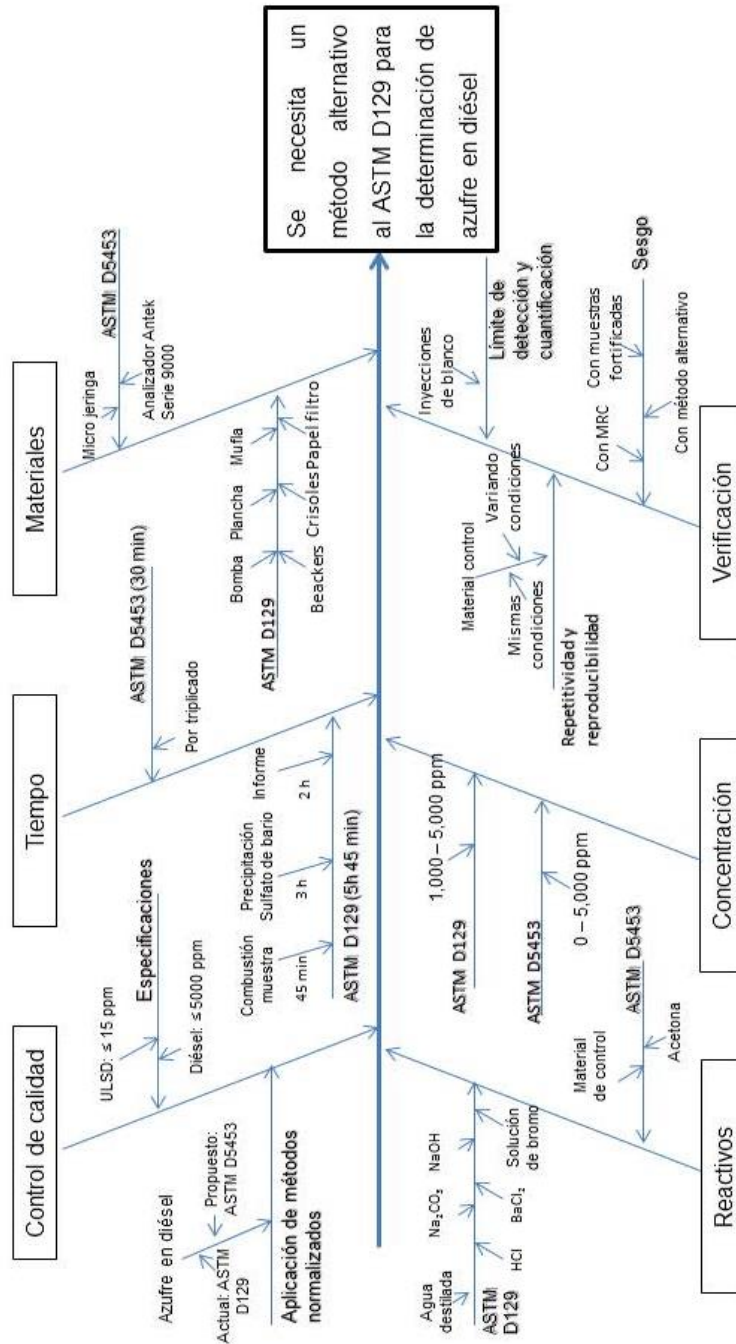 Control de calidad
Tiempo
Materiales
ULSD: ≤ 15 ppm
Especificaciones
Diésel: ≤ 5000 ppm
Azufre en diésel
Actual: ASTM
D129
Propuesto:
ASTM D5453
Aplicación de métodos
normalizados
ASTM D5453 (30 min)
Por triplicado
Combustión
muestra
45 min
Precipitación
Sulfato de bario
3 h
Informe
2 h
ASTM D129 (5h 45 min)
Micro jeringa
ASTM D5453
Analizador Antek
Serie 9000
Bomba
Plancha
Mufla
ASTM D129
Beackers
Crisoles
Papel filtro
Se necesita un
método alternativo
al ASTM D129 para
la determinación de
azufre en diésel
Agua
destilada
Na₂CO₃
NaOH
ASTM
D129
HCl
BaCl₂
Solución
de bromo
Material
de control
ASTM D5453
Acetona
1,000 – 5,000 ppm
ASTM D129
ASTM D5453
0 – 5,000 ppm
Material control
Variando
condiciones
Mismas
condiciones
Repetitividad y
reproducibilidad
Inyecciones
de blanco
Límite de
detección y
cuantificación
Con MRC
Con muestras
fortificadas
Sesgo
Con método alternativo
Reactivos
Concentración
Verificación